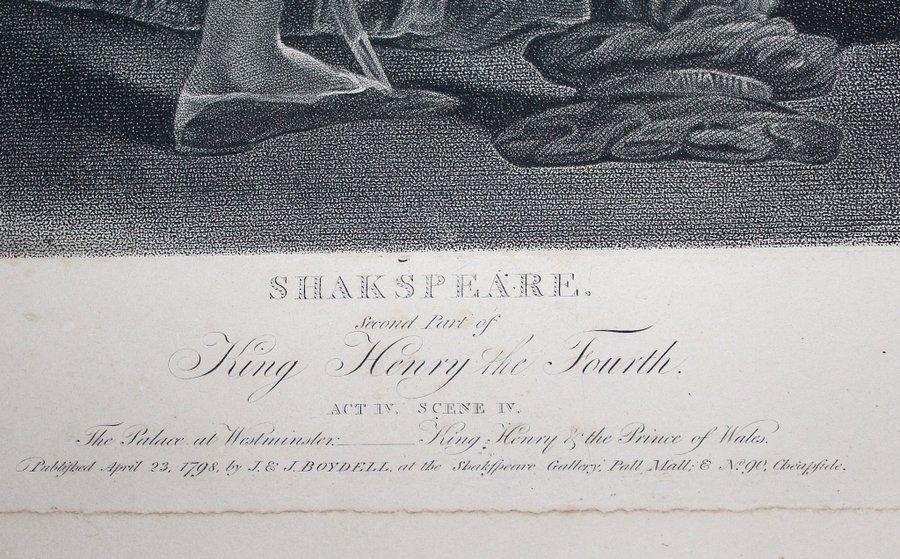 SHAKSPEARE.
Second Part of
King Henry the Fourth.
ACT IV. SCENE IV.
The Palace at Westminster. King Henry & the Prince of Wales.
Publiſhed April 23, 1798, by J. & J. BOYDELL, at the Shakſpeare Gallery, Pall Mall; & No. 90, Cheapſide.